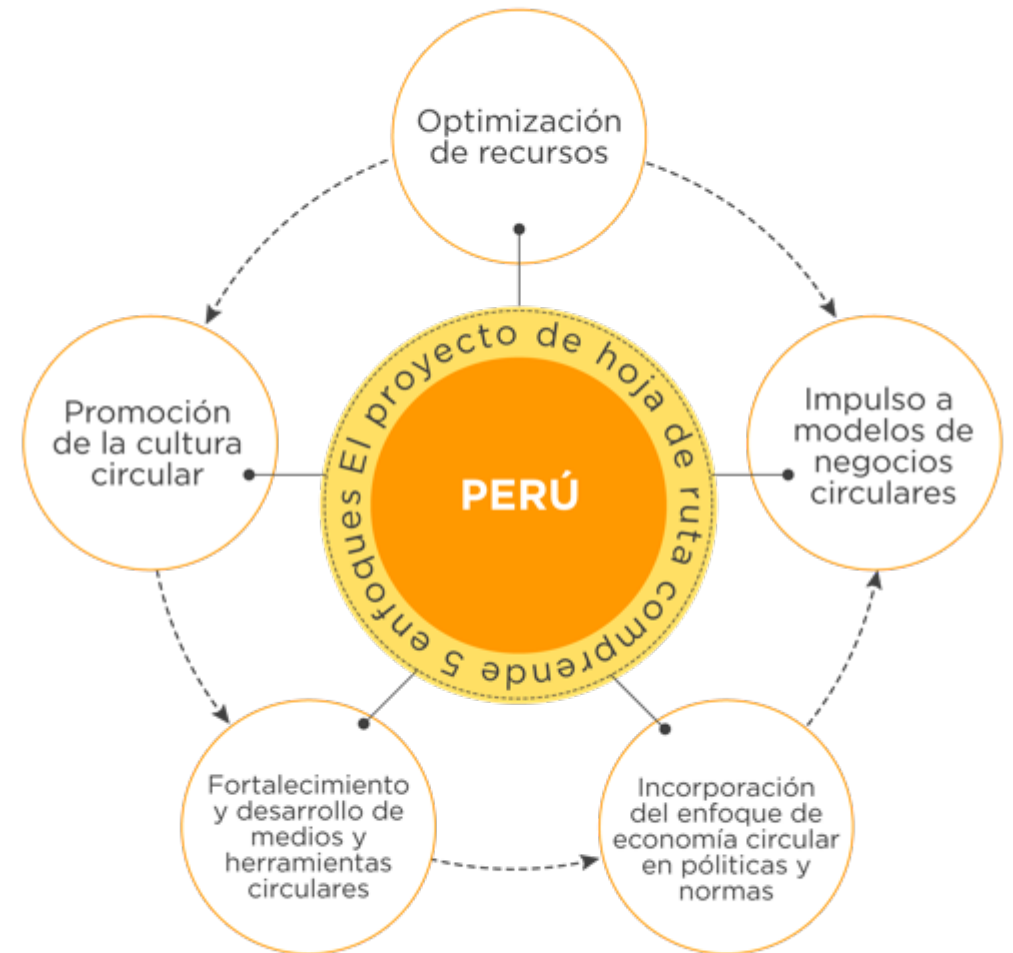 Optimización
de recursos
Promoción
de la cultura
circular
El proyecto de hoja de ruta comprende 5 enfoques
PERÚ
Impulso a
modelos de
negocios
circulares
Fortalecimiento
y desarrollo de
medios y
herramientas
circulares
Incorporación
del enfoque de
economía circular
en póliticas y
normas